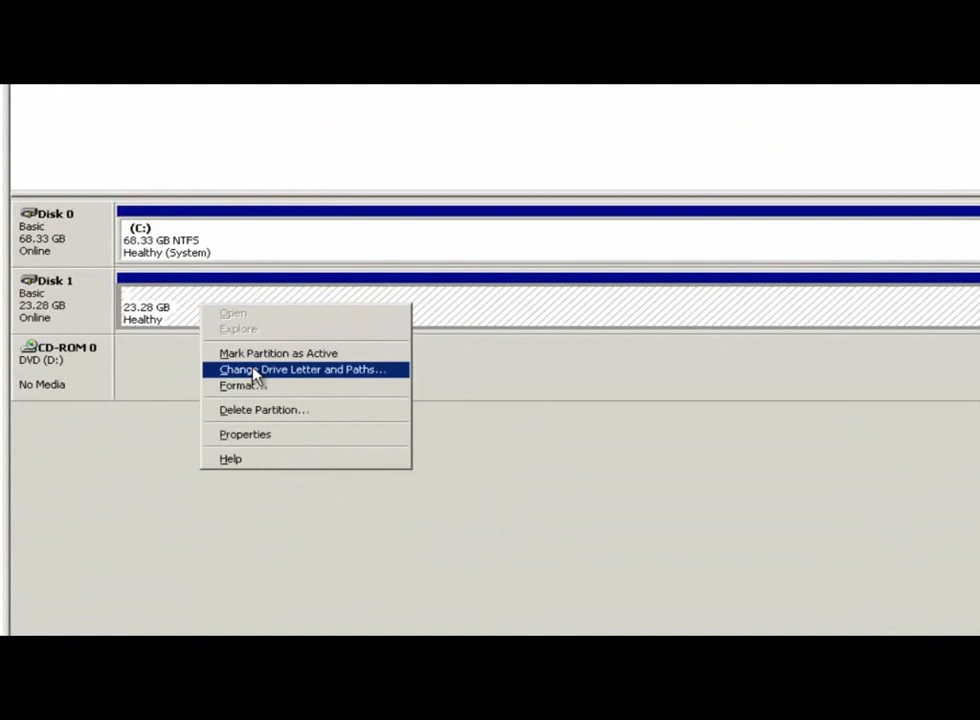 Disk 0
Basic
68.33 GB
Online
(C:)
68.33 GB NTFS
Healthy (System)
Disk 1
Basic
23.28 GB
Online
23.28 GB
Healthy
CD-ROM 0
DVD (D:)
No Media
Open
Explore
Mark Partition as Active
Change Drive Letter and Paths...
Format...
Delete Partition...
Properties
Help